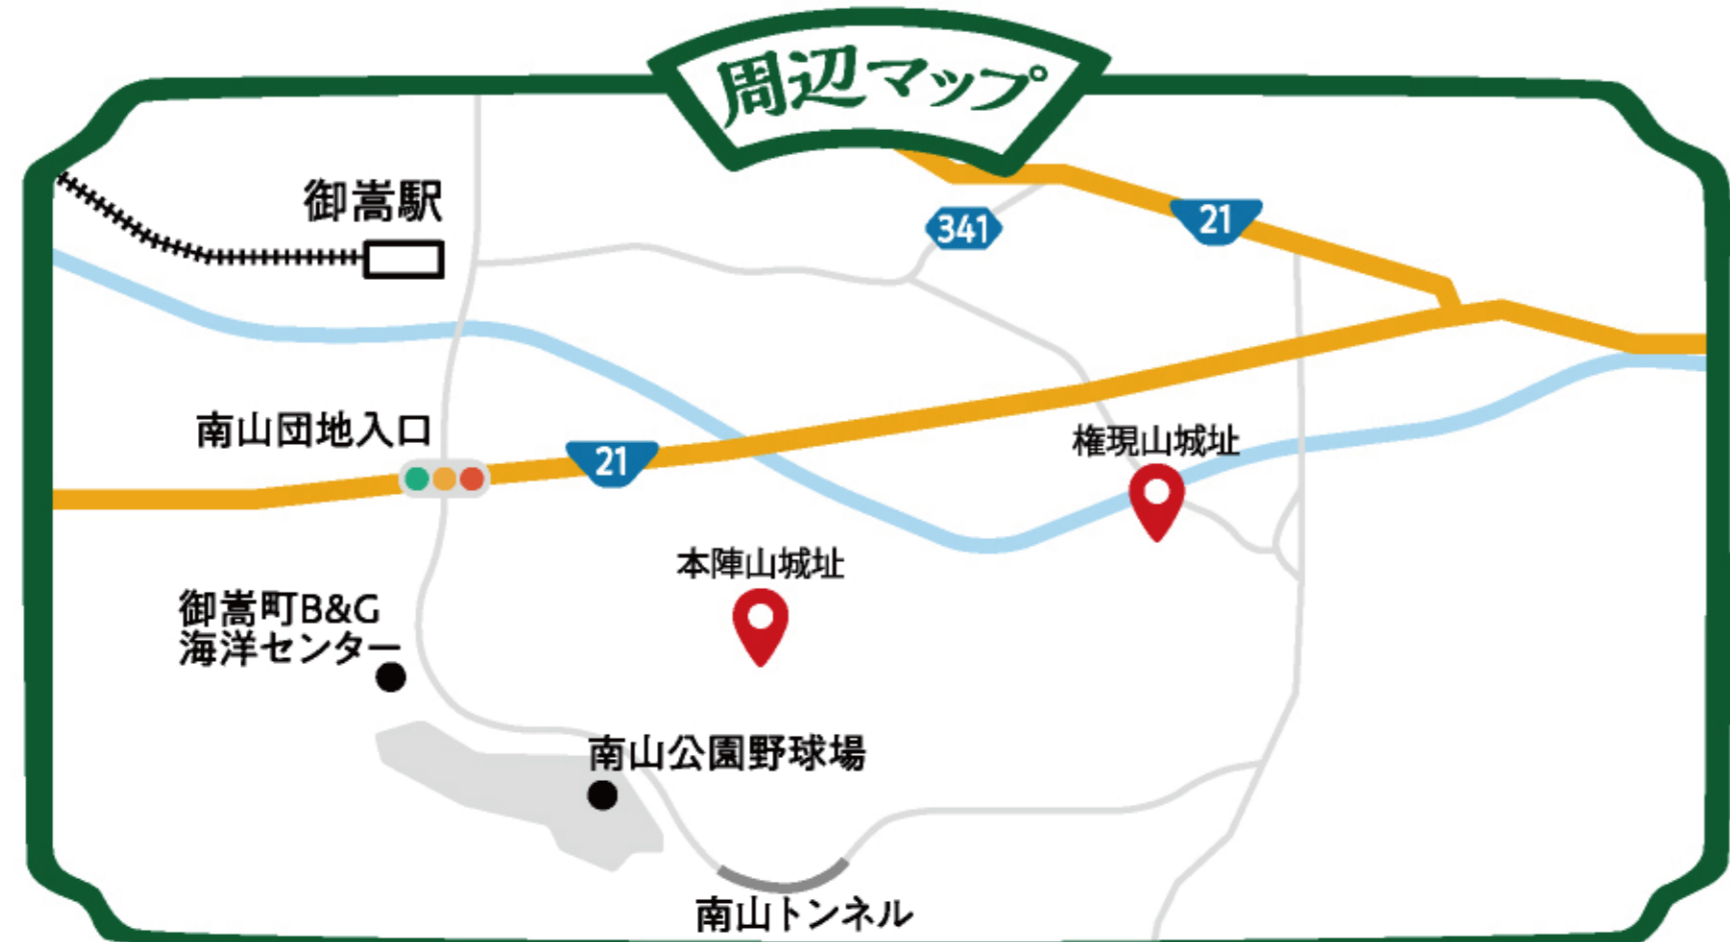 周辺マップ
御嵩駅
341
21
南山団地入口
21
権現山城址
本陣山城址
御嵩町B&G
海洋センター
南山公園野球場
南山トンネル